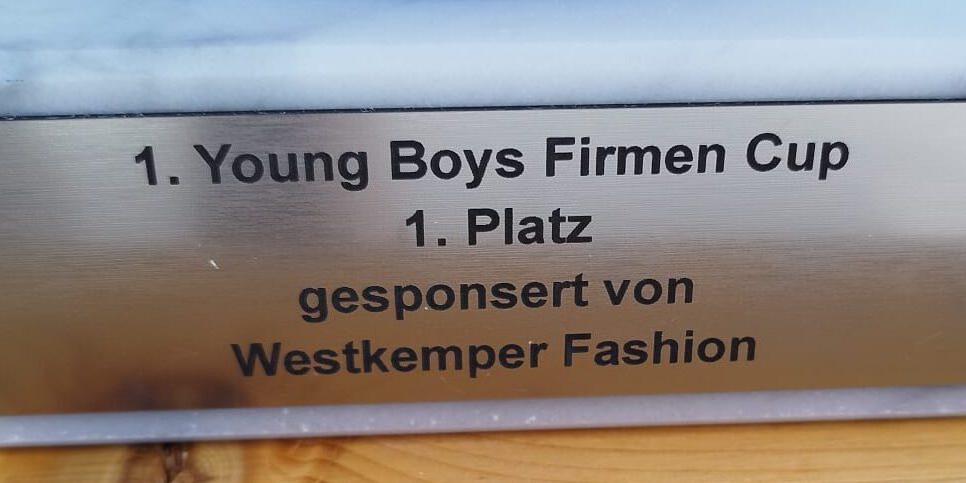 1. Young Boys Firmen Cup
1. Platz
gesponsert von
Westkemper Fashion